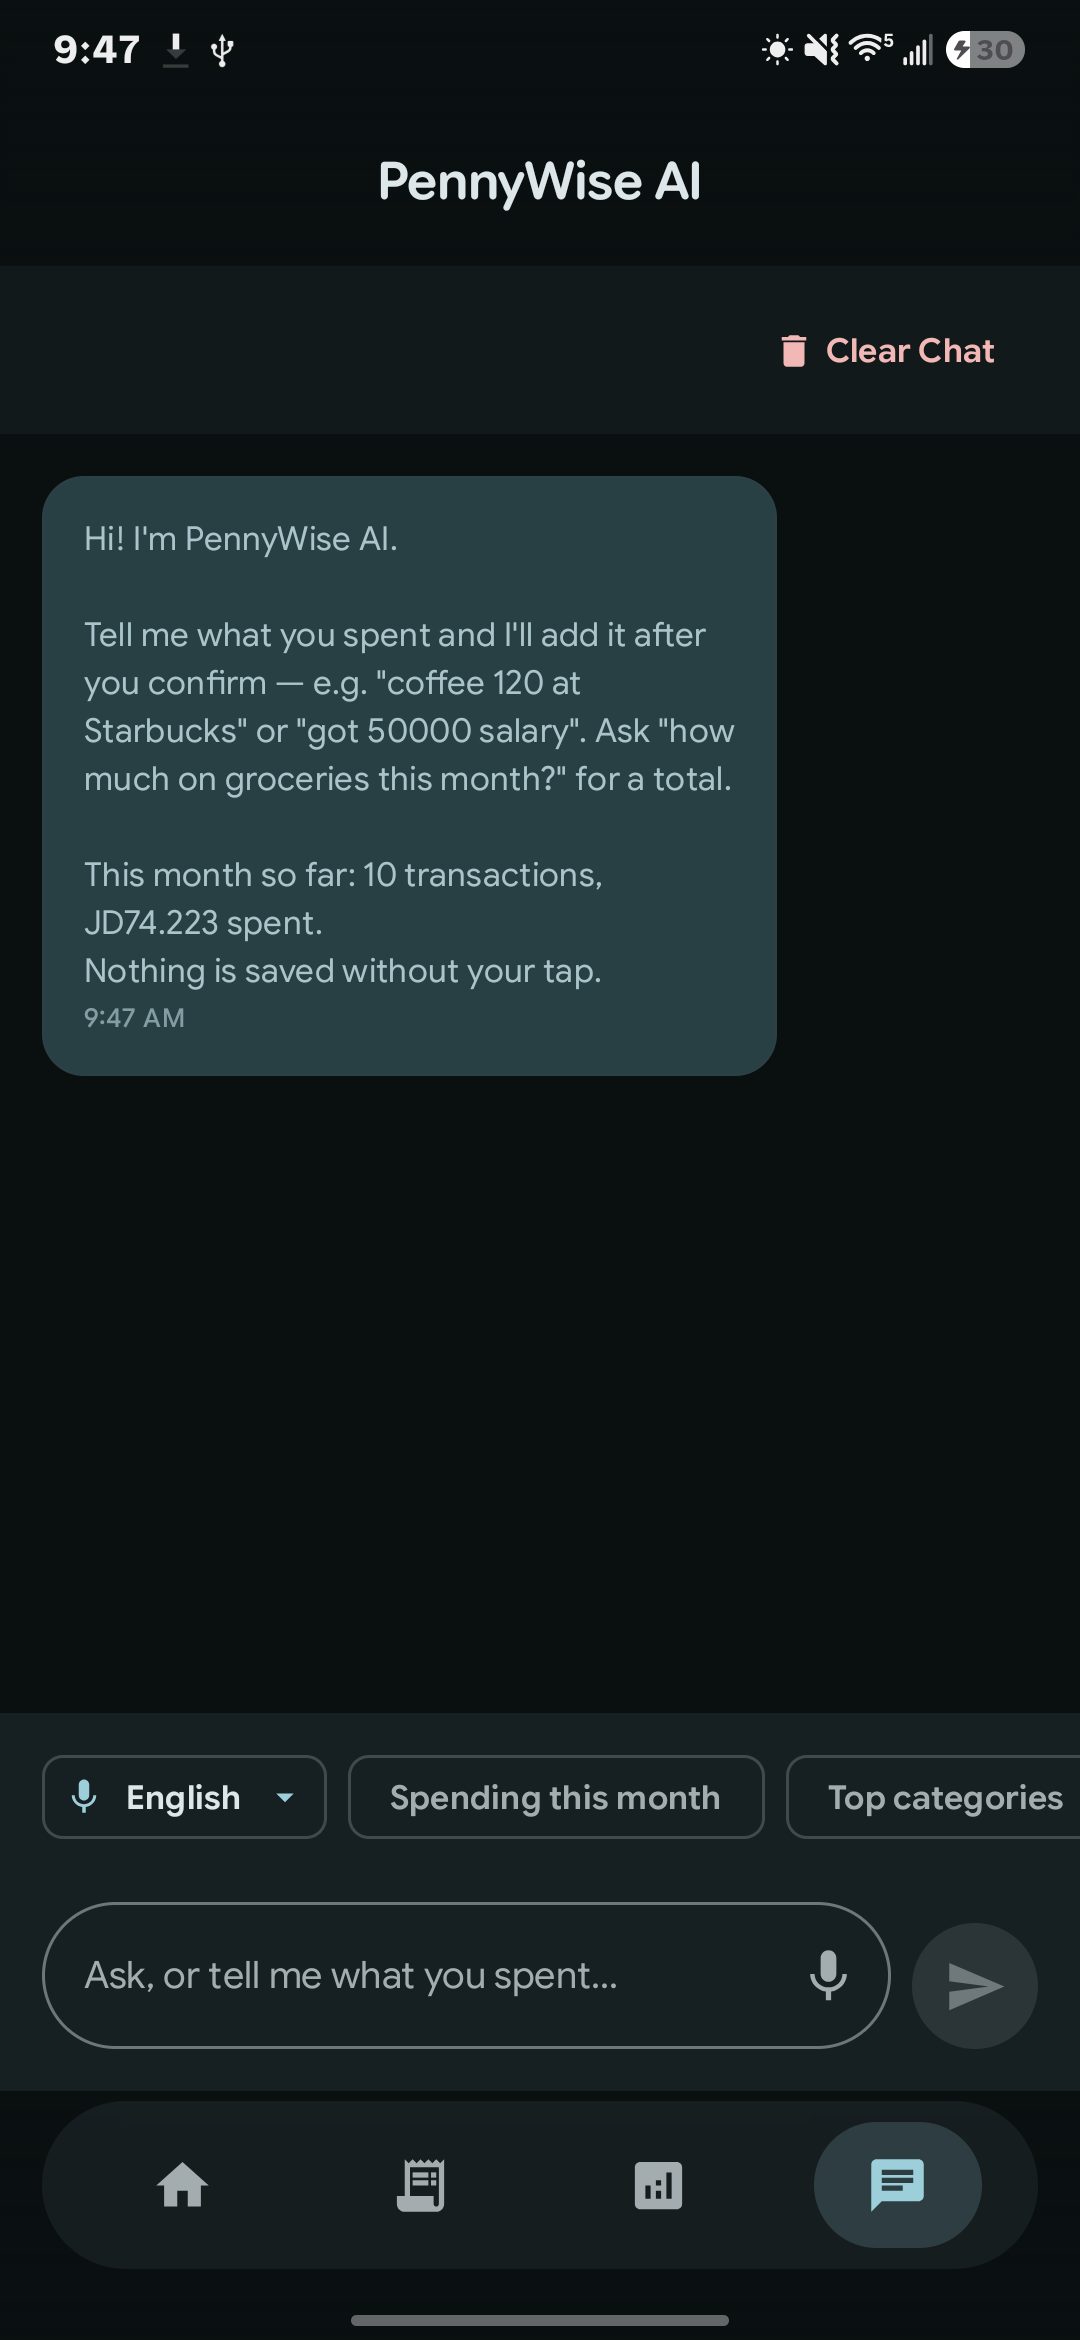 9:47
5
30
PennyWise AI
Clear Chat
Hi! I'm PennyWise AI.
Tell me what you spent and I'll add it after
you confirm — e.g. "coffee 120 at
Starbucks" or "got 50000 salary". Ask "how
much on groceries this month?" for a total.
This month so far: 10 transactions,
JD74.223 spent.
Nothing is saved without your tap.
9:47 AM
English
Spending this month
Top categories
Ask, or tell me what you spent...